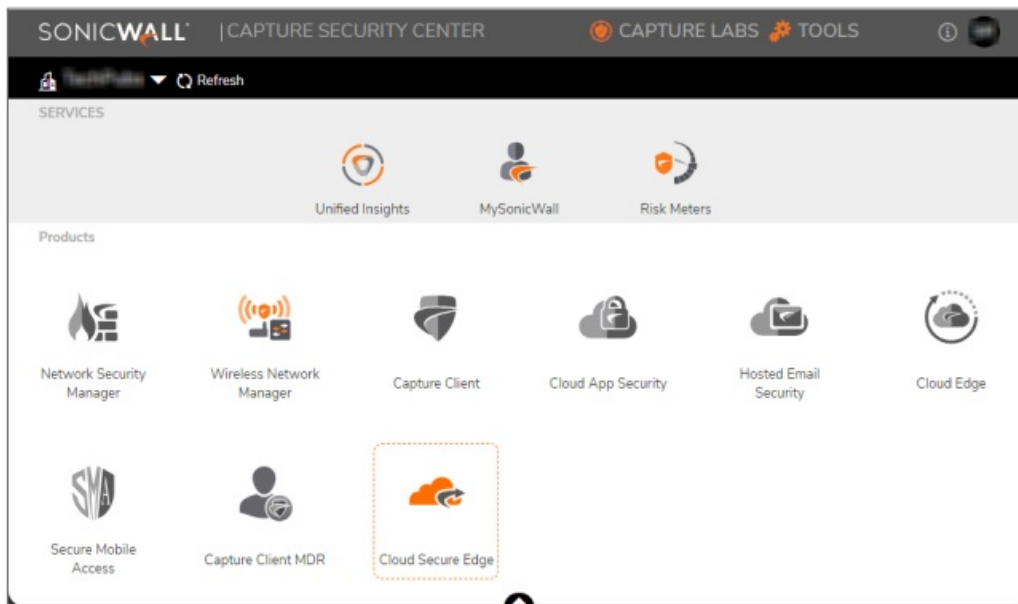 SONICWALL | CAPTURE SECURITY CENTER CAPTURE LABS TOOLS
Refresh
SERVICES
Unified Insights MySonicWall Risk Meters
Products
Network Security Manager
Wireless Network Manager
Capture Client
Cloud App Security
Hosted Email Security
Cloud Edge
SMA
Secure Mobile Access
Capture Client MDR
Cloud Secure Edge